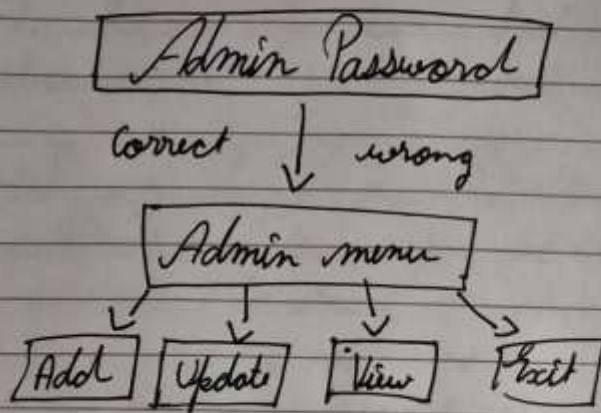 Admin Password
Correct wrong
Admin menu
Add Update View Exit